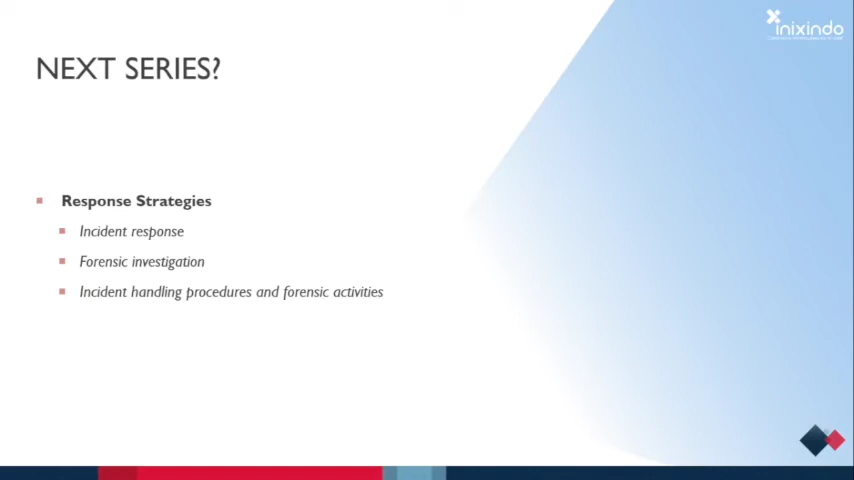 inixindo
NEXT SERIES?
Response Strategies
Incident response
Forensic investigation
Incident handling procedures and forensic activities